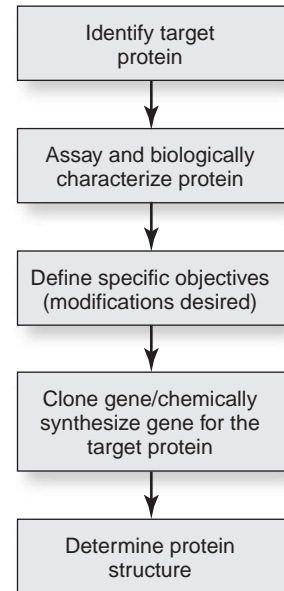 Identify target
protein
Assay and biologically
characterize protein
Define specific objectives
(modifications desired)
Clone gene/chemically
synthesize gene for the
target protein
Determine protein
structure